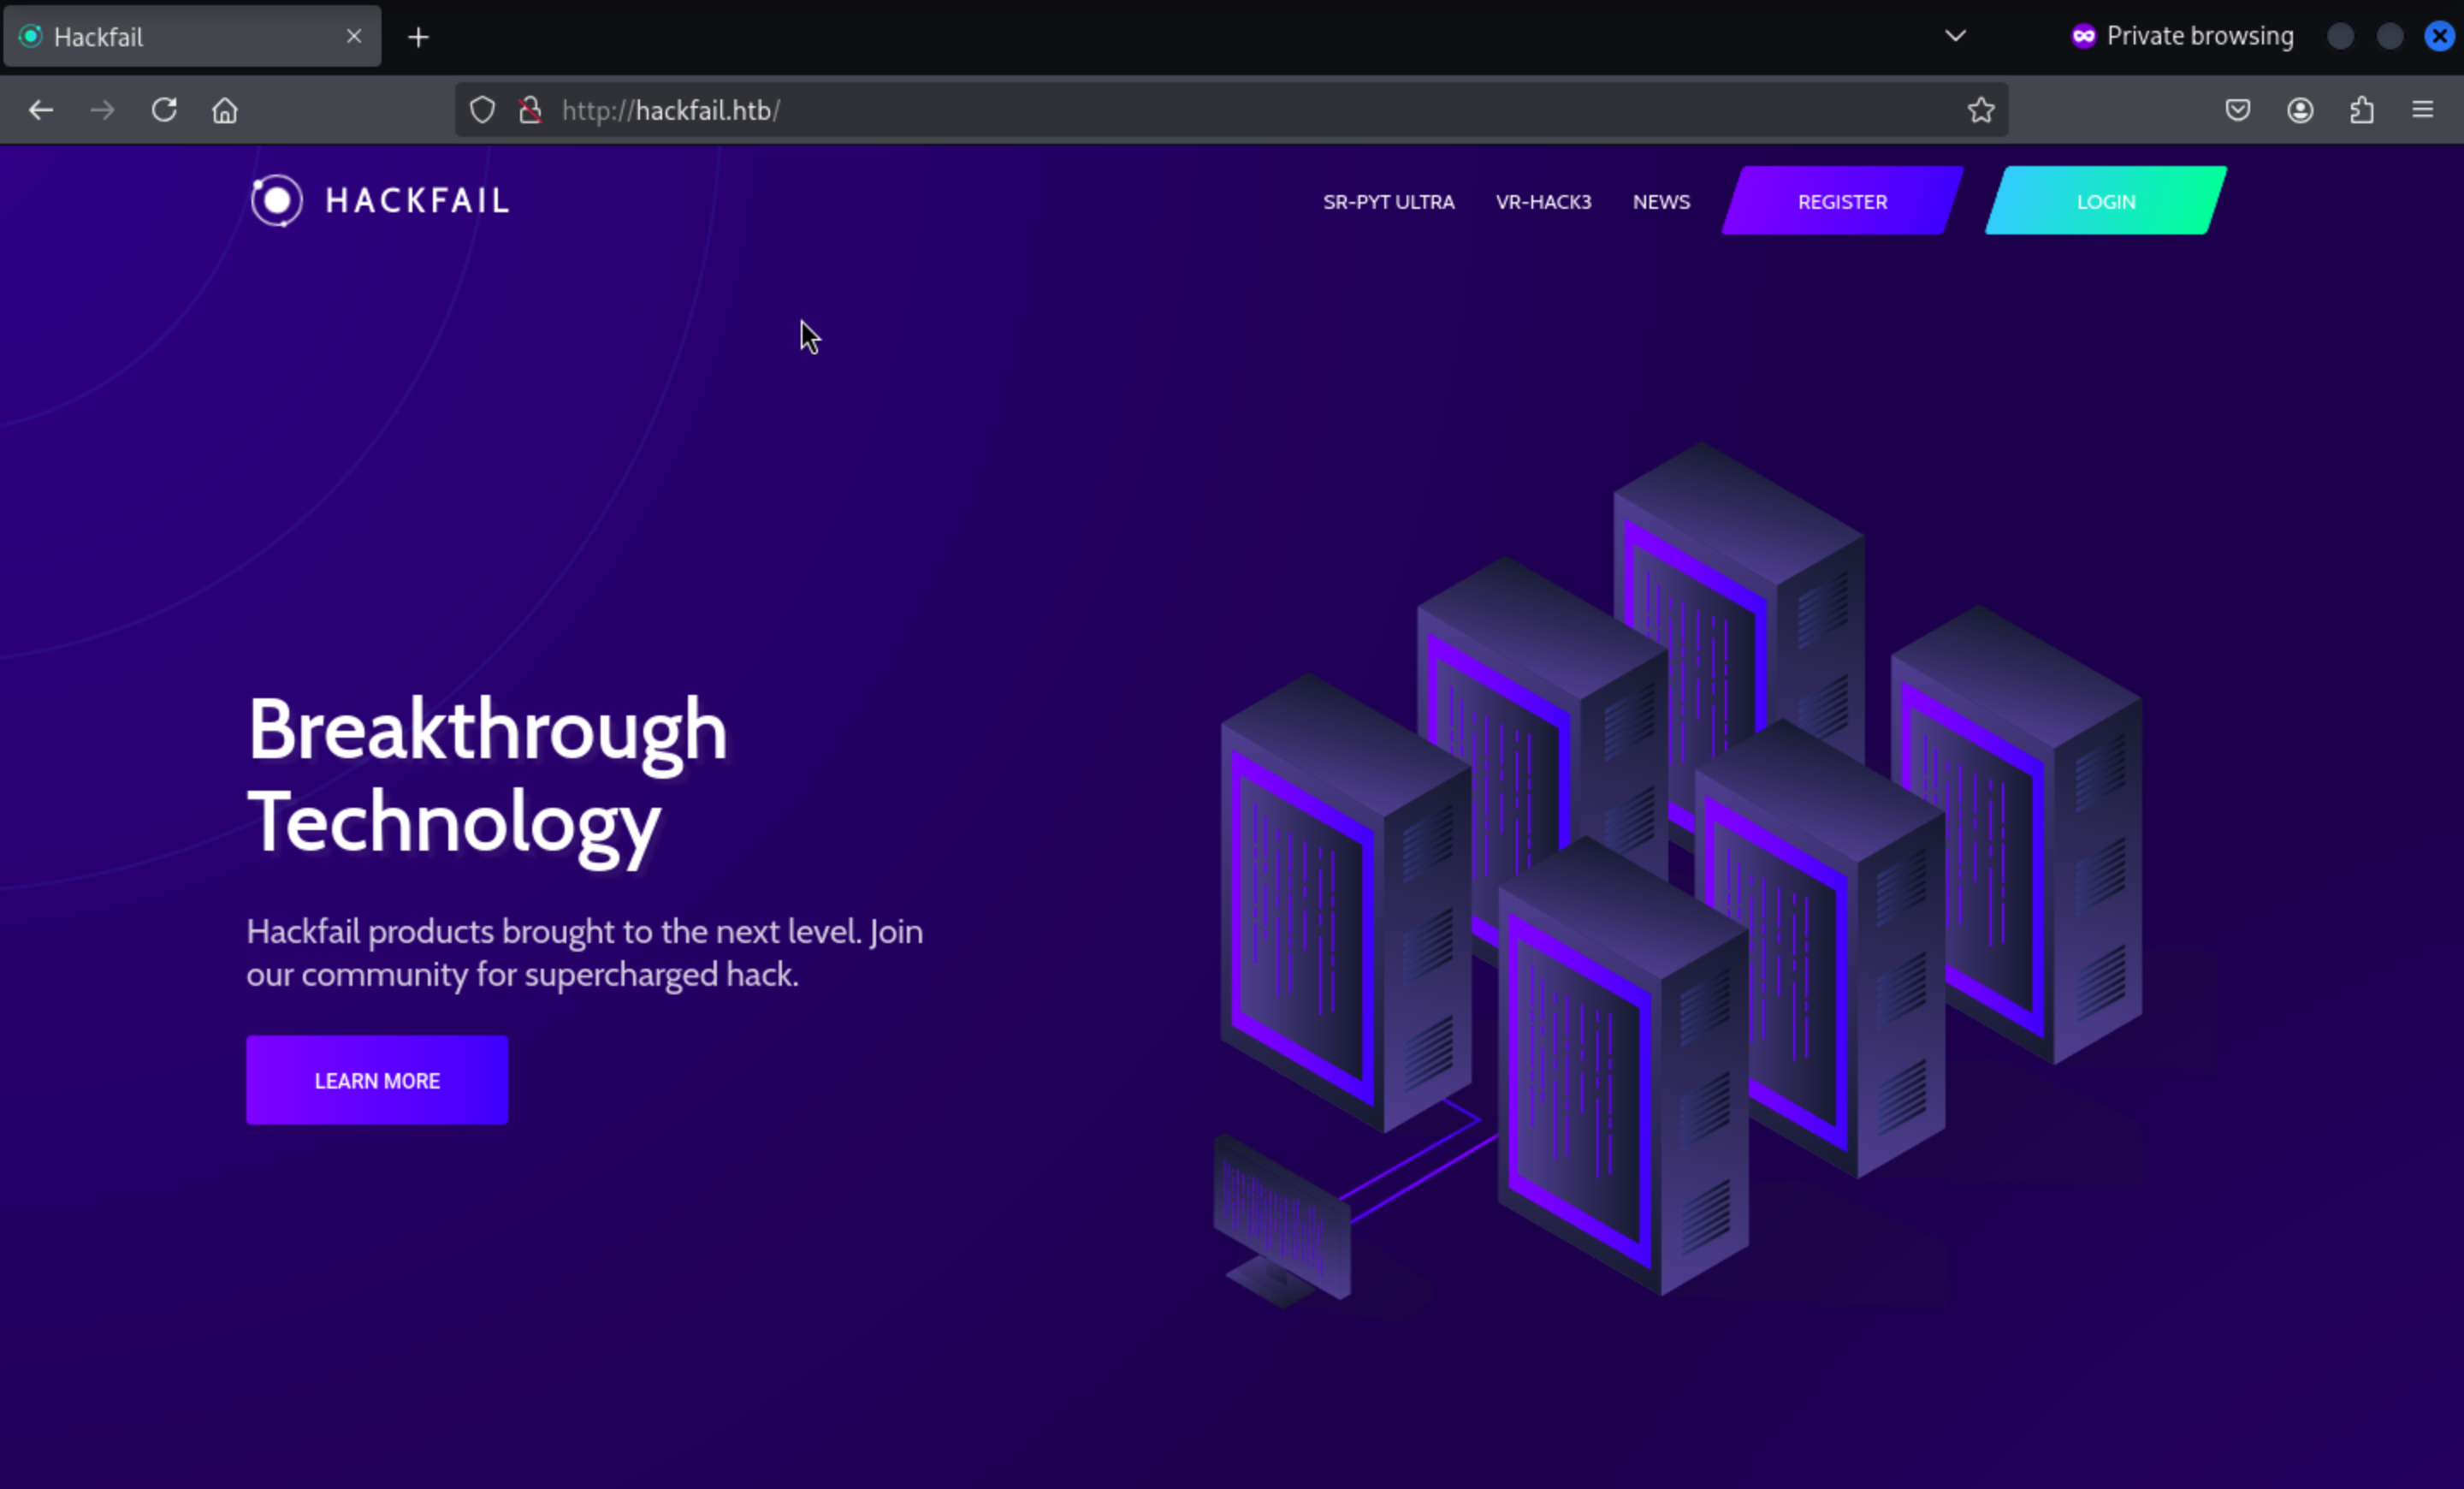 Hackfail
Private browsing
http://hackfail.htb/
HACKFAIL
SR-PYT ULTRA
VR-HACK3
NEWS
REGISTER
LOGIN
Breakthrough
Technology
Hackfail products brought to the next level. Join
our community for supercharged hack.
LEARN MORE